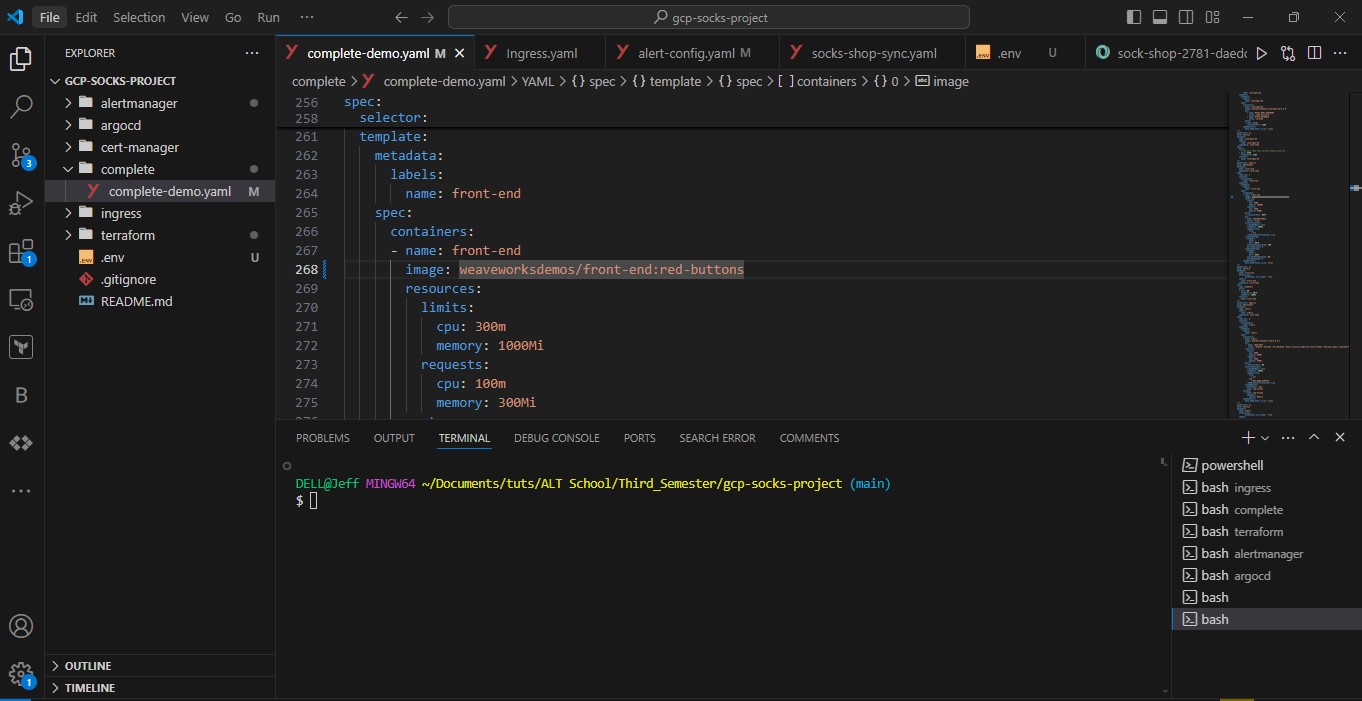 File Edit Selection View Go Run ··· gcp-socks-project
EXPLORER ···
GCP-SOCKS-PROJECT
alertmanager
argocd
cert-manager
complete
complete-demo.yaml M
ingress
terraform
.env U
.gitignore
README.md
OUTLINE
TIMELINE
3
1
B
1
complete-demo.yaml M Ingress.yaml alert-config.yaml M socks-shop-sync.yaml .env U sock-shop-2781-daedc
complete > complete-demo.yaml > YAML > {} spec > {} template > {} spec > [ ] containers > {} 0 > image
256 spec:
258 selector:
261 template:
262 metadata:
263 labels:
264 name: front-end
265 spec:
266 containers:
267 - name: front-end
268 image: weaveworksdemos/front-end:red-buttons
269 resources:
270 limits:
271 cpu: 300m
272 memory: 1000Mi
273 requests:
274 cpu: 100m
275 memory: 300Mi
PROBLEMS OUTPUT TERMINAL DEBUG CONSOLE PORTS SEARCH ERROR COMMENTS
DELL@Jeff MINGW64 ~/Documents/tuts/ALT School/Third_Semester/gcp-socks-project (main)
$
powershell
bash ingress
bash complete
bash terraform
bash alertmanager
bash argocd
bash
bash